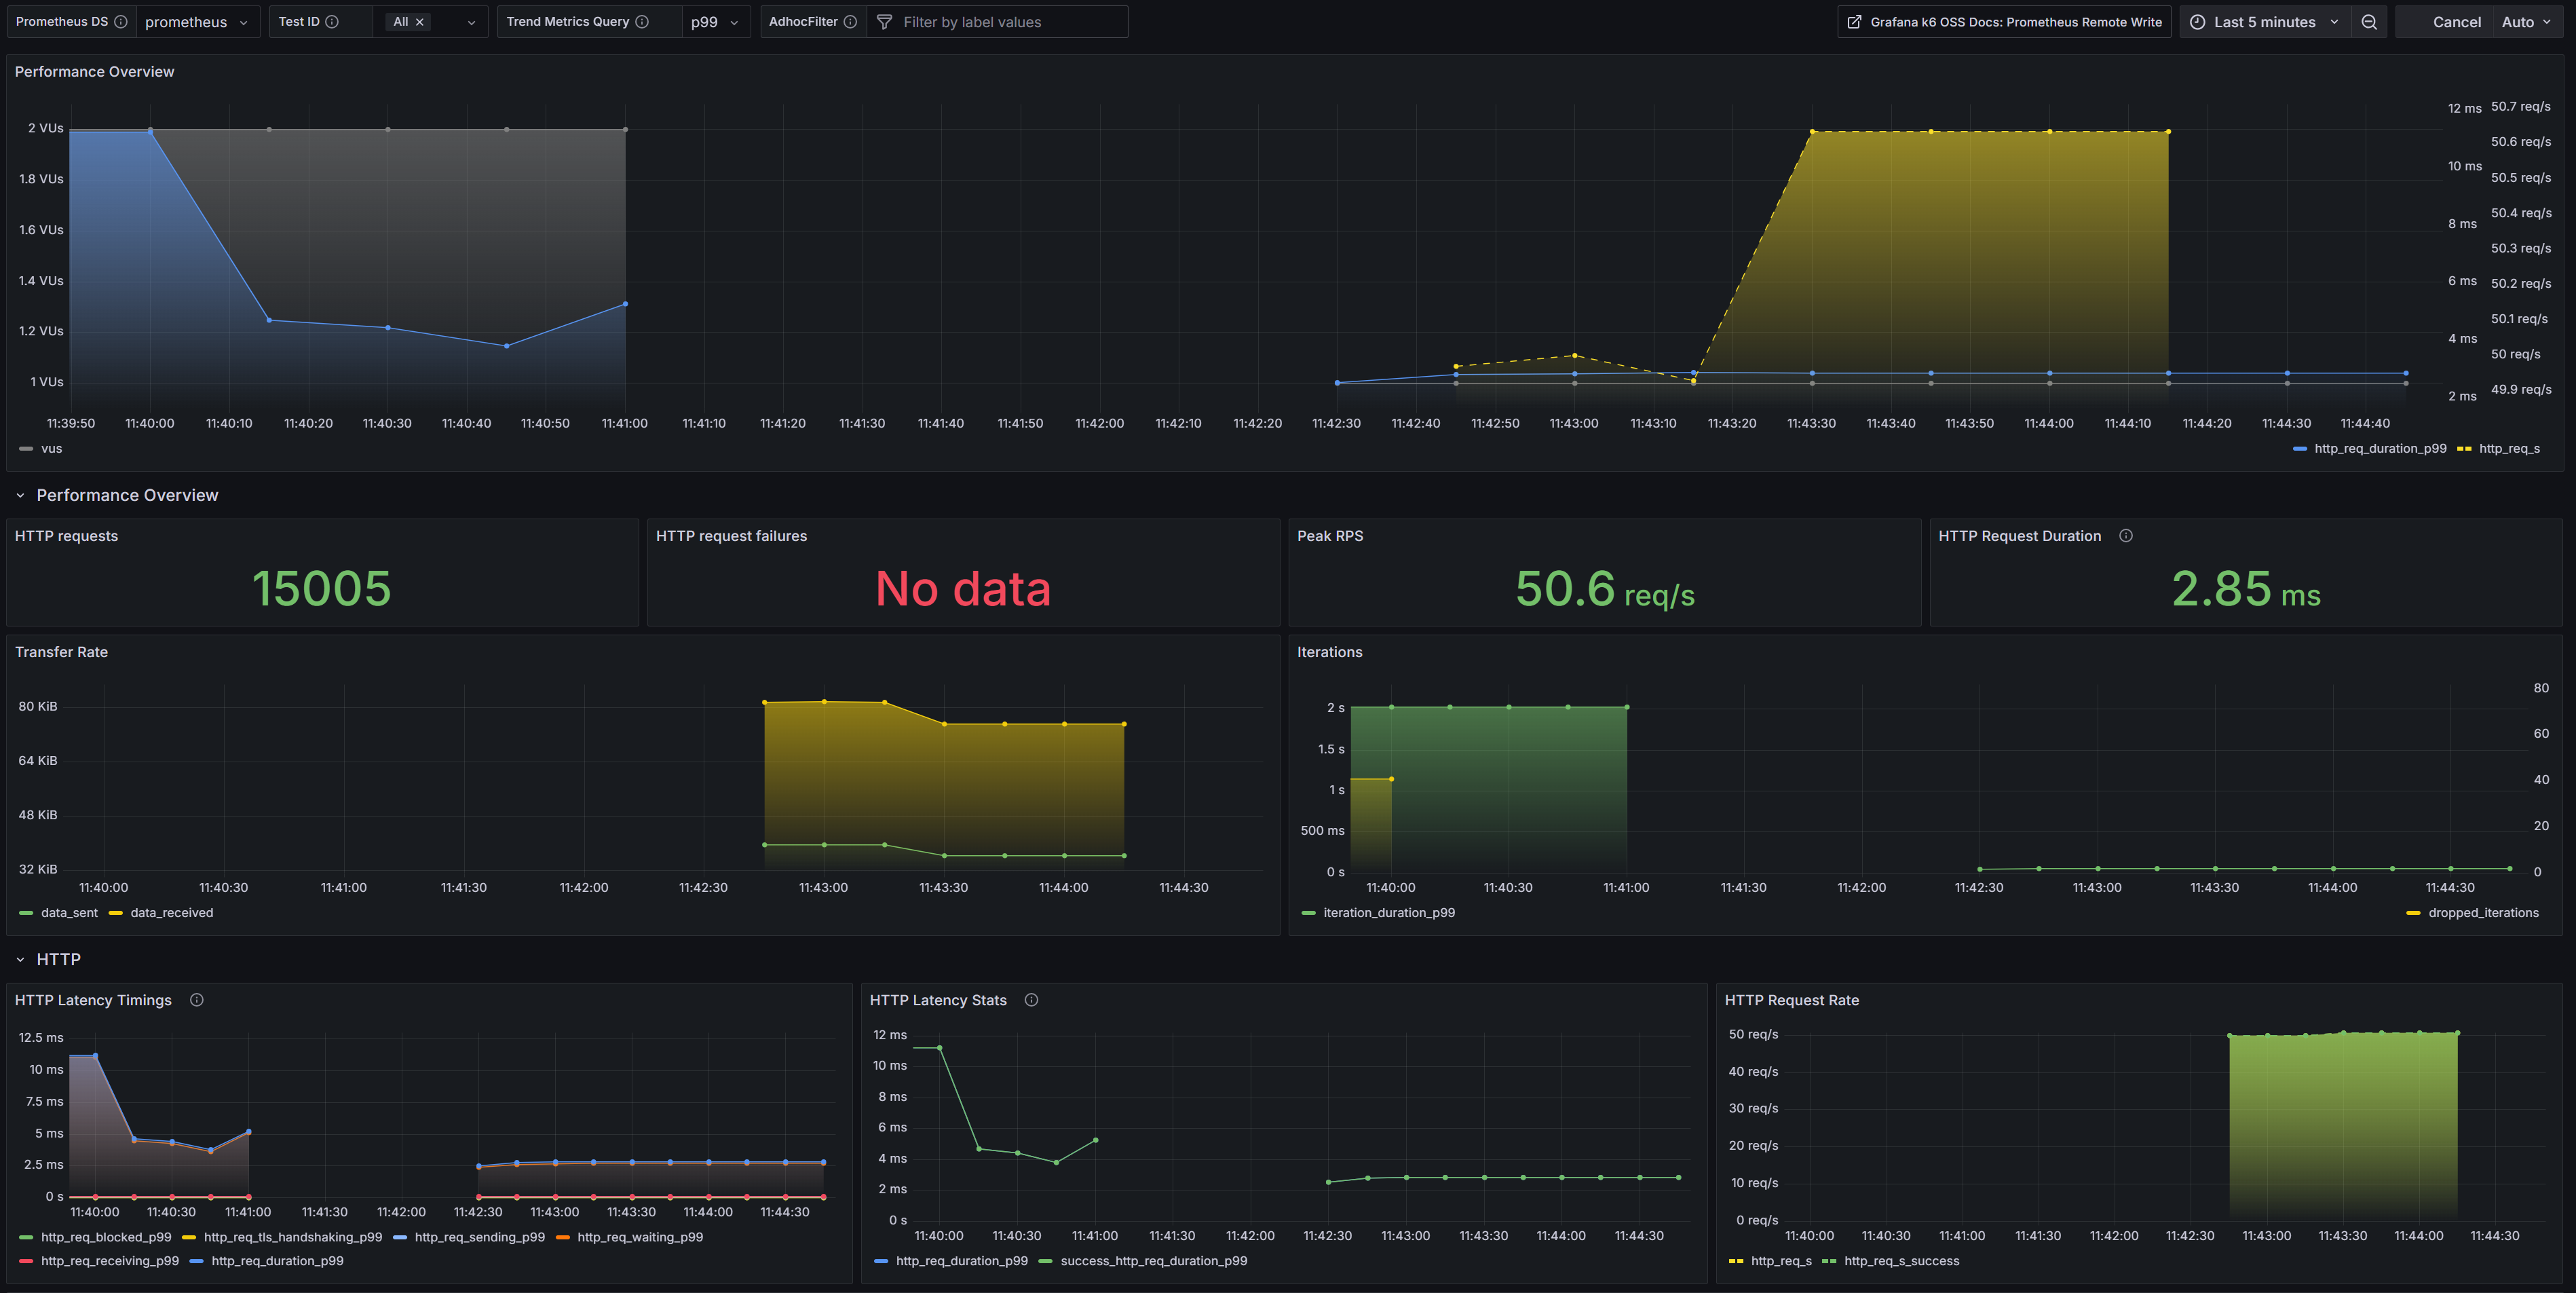 Prometheus DS prometheus Test ID All Trend Metrics Query p99 AdhocFilter Filter by label values Grafana k6 OSS Docs: Prometheus Remote Write Last 5 minutes Cancel Auto
Performance Overview
2 VUs
1.8 VUs
1.6 VUs
1.4 VUs
1.2 VUs
1 VUs
12 ms
10 ms
8 ms
6 ms
4 ms
2 ms
50.7 req/s
50.6 req/s
50.5 req/s
50.4 req/s
50.3 req/s
50.2 req/s
50.1 req/s
50 req/s
49.9 req/s
11:39:50 11:40:00 11:40:10 11:40:20 11:40:30 11:40:40 11:40:50 11:41:00 11:41:10 11:41:20 11:41:30 11:41:40 11:41:50 11:42:00 11:42:10 11:42:20 11:42:30 11:42:40 11:42:50 11:43:00 11:43:10 11:43:20 11:43:30 11:43:40 11:43:50 11:44:00 11:44:10 11:44:20 11:44:30 11:44:40
vus http_req_duration_p99 http_req_s
Performance Overview
HTTP requests
15005
HTTP request failures
No data
Peak RPS
50.6 req/s
HTTP Request Duration
2.85 ms
Transfer Rate
80 KiB
64 KiB
48 KiB
32 KiB
11:40:00 11:40:30 11:41:00 11:41:30 11:42:00 11:42:30 11:43:00 11:43:30 11:44:00 11:44:30
data_sent data_received
Iterations
2 s
1.5 s
1 s
500 ms
0 s
80
60
40
20
0
11:40:00 11:40:30 11:41:00 11:41:30 11:42:00 11:42:30 11:43:00 11:43:30 11:44:00 11:44:30
iteration_duration_p99 dropped_iterations
HTTP
HTTP Latency Timings
12.5 ms
10 ms
7.5 ms
5 ms
2.5 ms
0 s
11:40:00 11:40:30 11:41:00 11:41:30 11:42:00 11:42:30 11:43:00 11:43:30 11:44:00 11:44:30
http_req_blocked_p99 http_req_tls_handshaking_p99 http_req_sending_p99 http_req_waiting_p99
http_req_receiving_p99 http_req_duration_p99
HTTP Latency Stats
12 ms
10 ms
8 ms
6 ms
4 ms
2 ms
0 s
11:40:00 11:40:30 11:41:00 11:41:30 11:42:00 11:42:30 11:43:00 11:43:30 11:44:00 11:44:30
http_req_duration_p99 success_http_req_duration_p99
HTTP Request Rate
50 req/s
40 req/s
30 req/s
20 req/s
10 req/s
0 req/s
11:40:00 11:40:30 11:41:00 11:41:30 11:42:00 11:42:30 11:43:00 11:43:30 11:44:00 11:44:30
http_req_s http_req_s_success